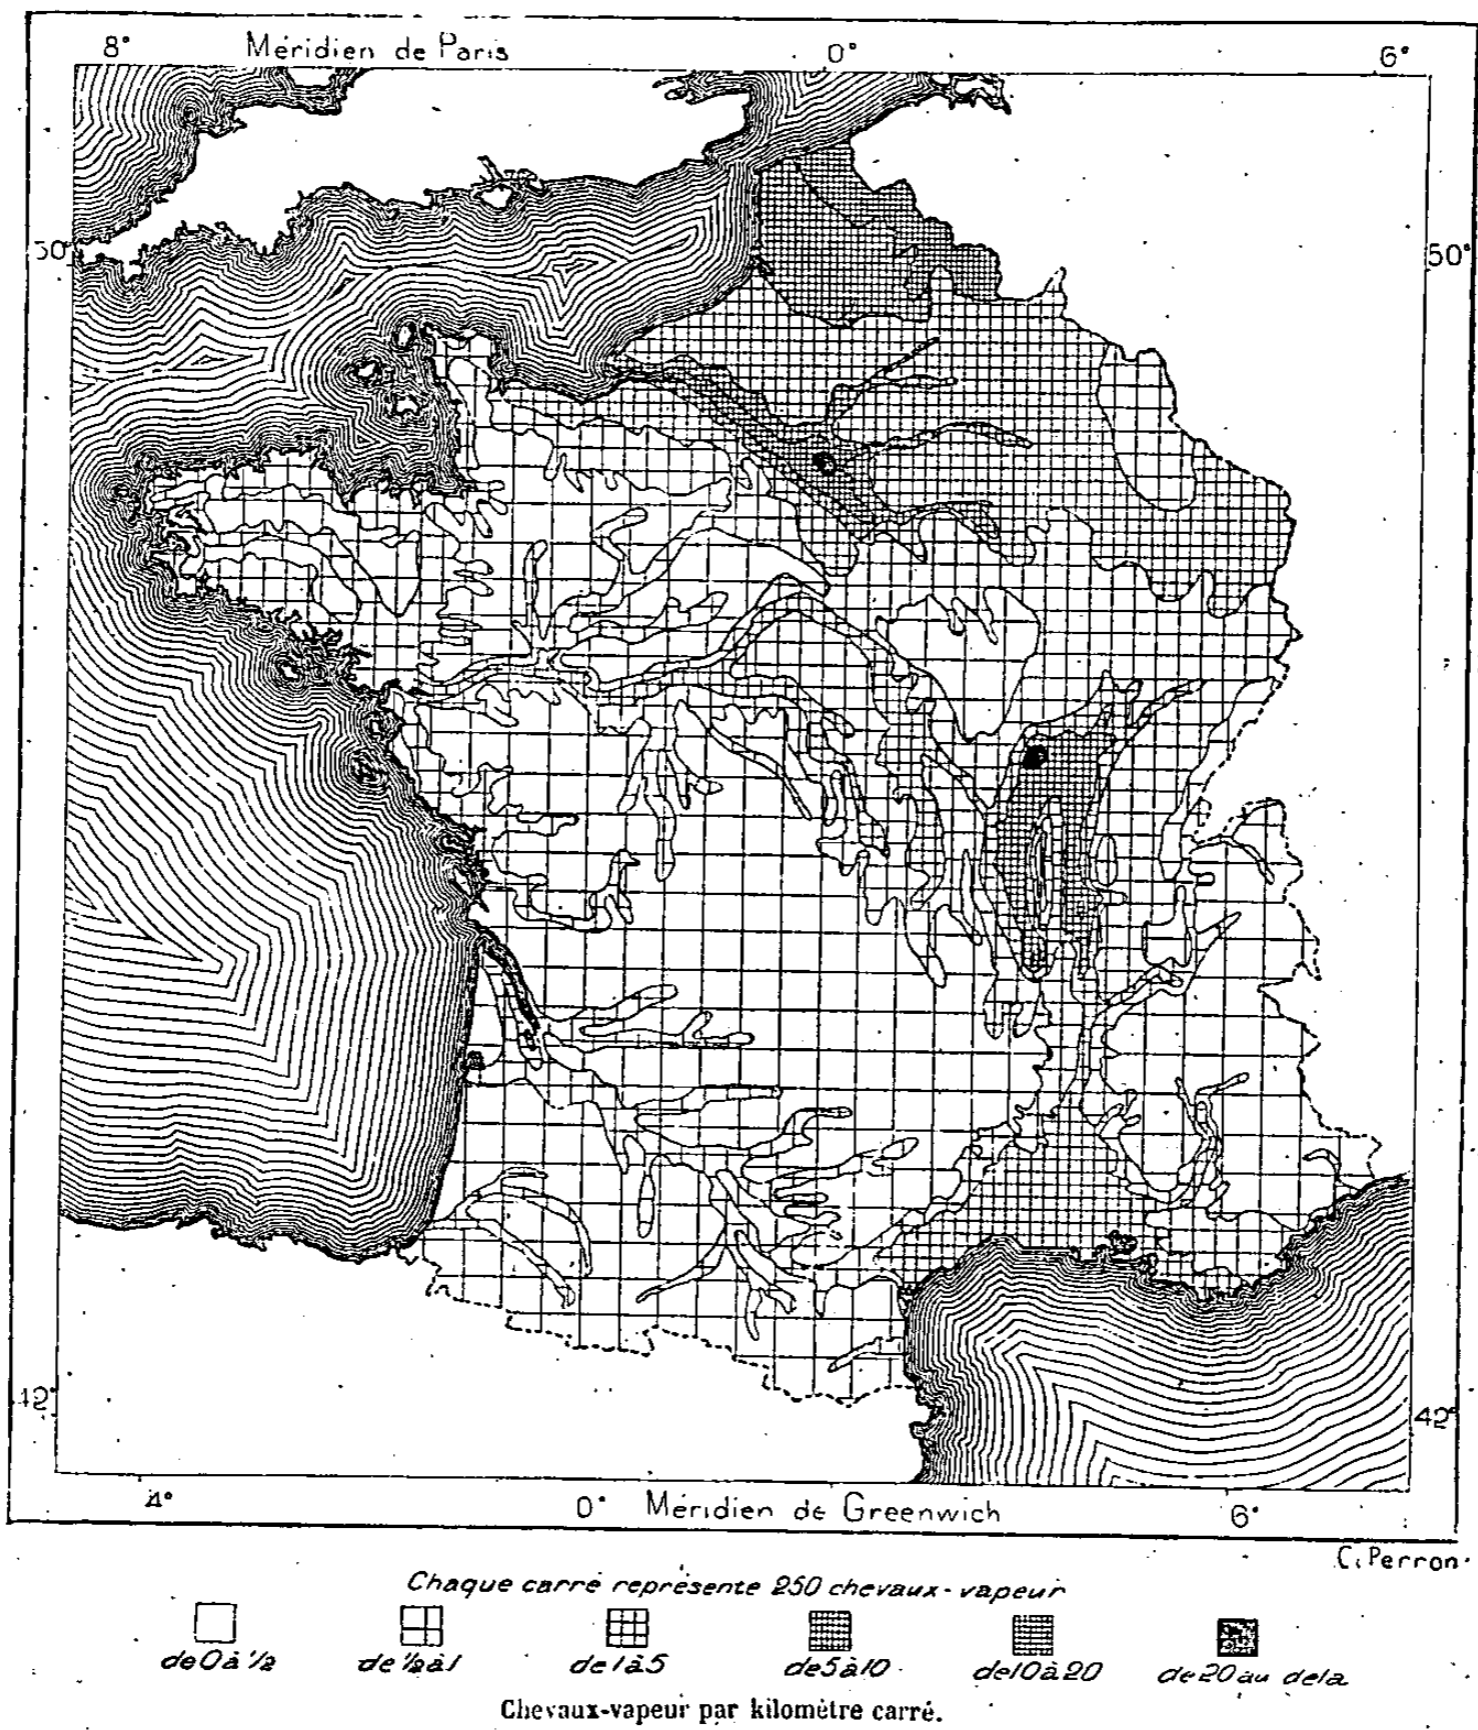 8° Méridien de Paris 0° 6°
50° 50°
42° 42°
4° 0° Méridien de Greenwich 6°
C. Perron
Chaque carré représente 250 chevaux-vapeur
de 0 à ½ de ½ à 1 de 1 à 5 de 5 à 10 de 10 à 20 de 20 au dela
Chevaux-vapeur par kilomètre carré.